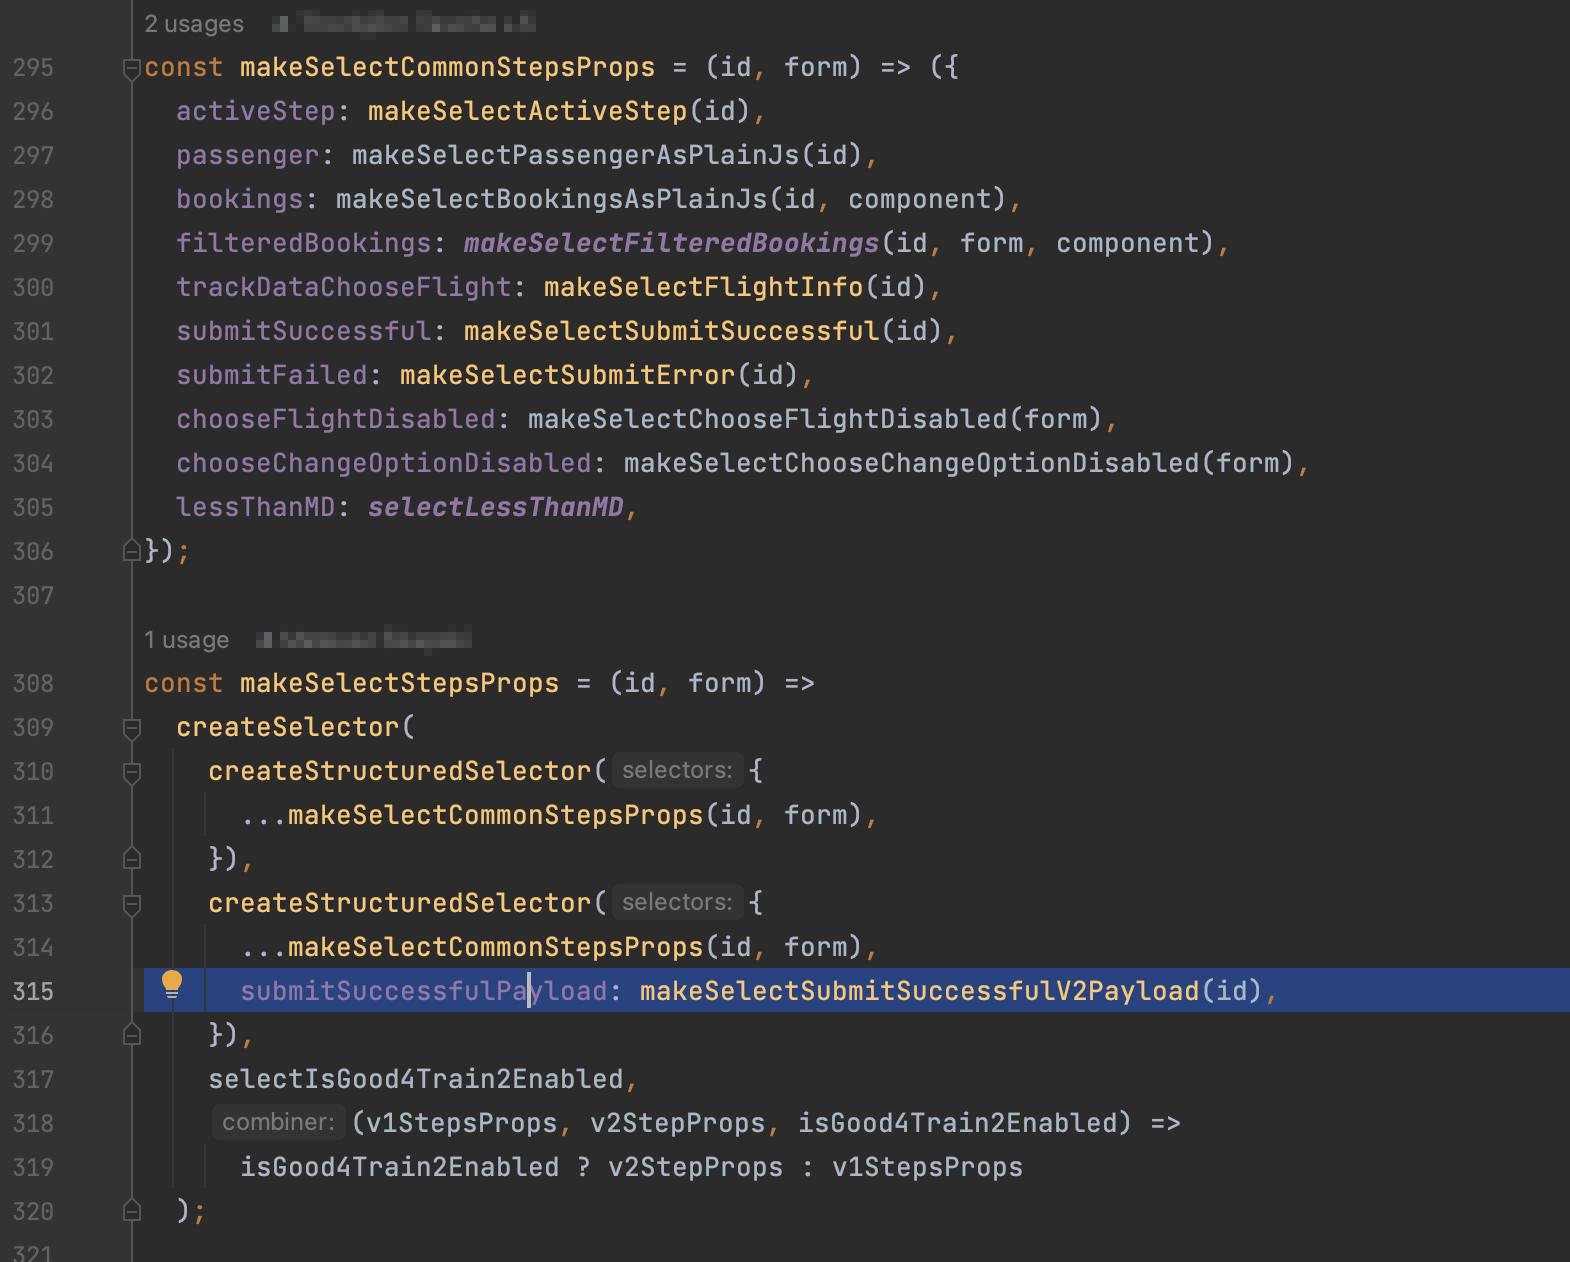 2 usages
295 const makeSelectCommonStepsProps = (id, form) => ({
296 activeStep: makeSelectActiveStep(id),
297 passenger: makeSelectPassengerAsPlainJs(id),
298 bookings: makeSelectBookingsAsPlainJs(id, component),
299 filteredBookings: makeSelectFilteredBookings(id, form, component),
300 trackDataChooseFlight: makeSelectFlightInfo(id),
301 submitSuccessful: makeSelectSubmitSuccessful(id),
302 submitFailed: makeSelectSubmitError(id),
303 chooseFlightDisabled: makeSelectChooseFlightDisabled(form),
304 chooseChangeOptionDisabled: makeSelectChooseChangeOptionDisabled(form),
305 lessThanMD: selectLessThanMD,
306 });
307
1 usage
308 const makeSelectStepsProps = (id, form) =>
309 createSelector(
310 createStructuredSelector( selectors: {
311 ...makeSelectCommonStepsProps(id, form),
312 }),
313 createStructuredSelector( selectors: {
314 ...makeSelectCommonStepsProps(id, form),
315 submitSuccessfulPayload: makeSelectSubmitSuccessfulV2Payload(id),
316 }),
317 selectIsGood4Train2Enabled,
318 combiner: (v1StepsProps, v2StepProps, isGood4Train2Enabled) =>
319 isGood4Train2Enabled ? v2StepProps : v1StepsProps
320 );
321